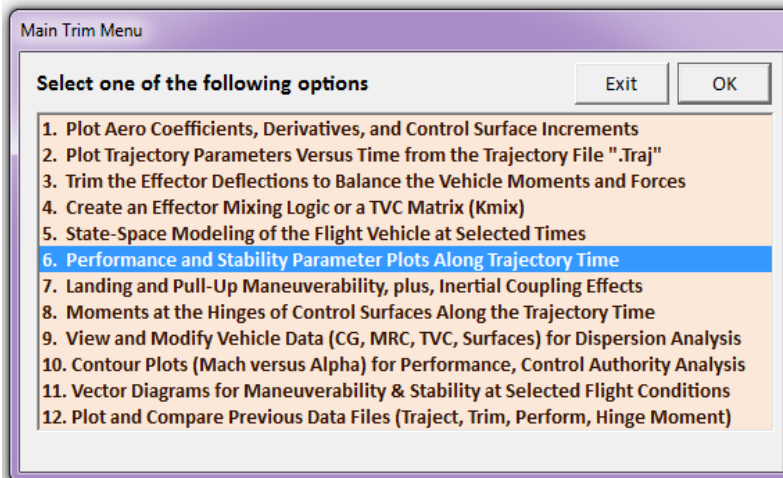 Main Trim Menu
Select one of the following options
Exit
OK
1. Plot Aero Coefficients, Derivatives, and Control Surface Increments
2. Plot Trajectory Parameters Versus Time from the Trajectory File ".Traj"
3. Trim the Effector Deflections to Balance the Vehicle Moments and Forces
4. Create an Effector Mixing Logic or a TVC Matrix (Kmix)
5. State-Space Modeling of the Flight Vehicle at Selected Times
6. Performance and Stability Parameter Plots Along Trajectory Time
7. Landing and Pull-Up Maneuverability, plus, Inertial Coupling Effects
8. Moments at the Hinges of Control Surfaces Along the Trajectory Time
9. View and Modify Vehicle Data (CG, MRC, TVC, Surfaces) for Dispersion Analysis
10. Contour Plots (Mach versus Alpha) for Performance, Control Authority Analysis
11. Vector Diagrams for Maneuverability & Stability at Selected Flight Conditions
12. Plot and Compare Previous Data Files (Traject, Trim, Perform, Hinge Moment)